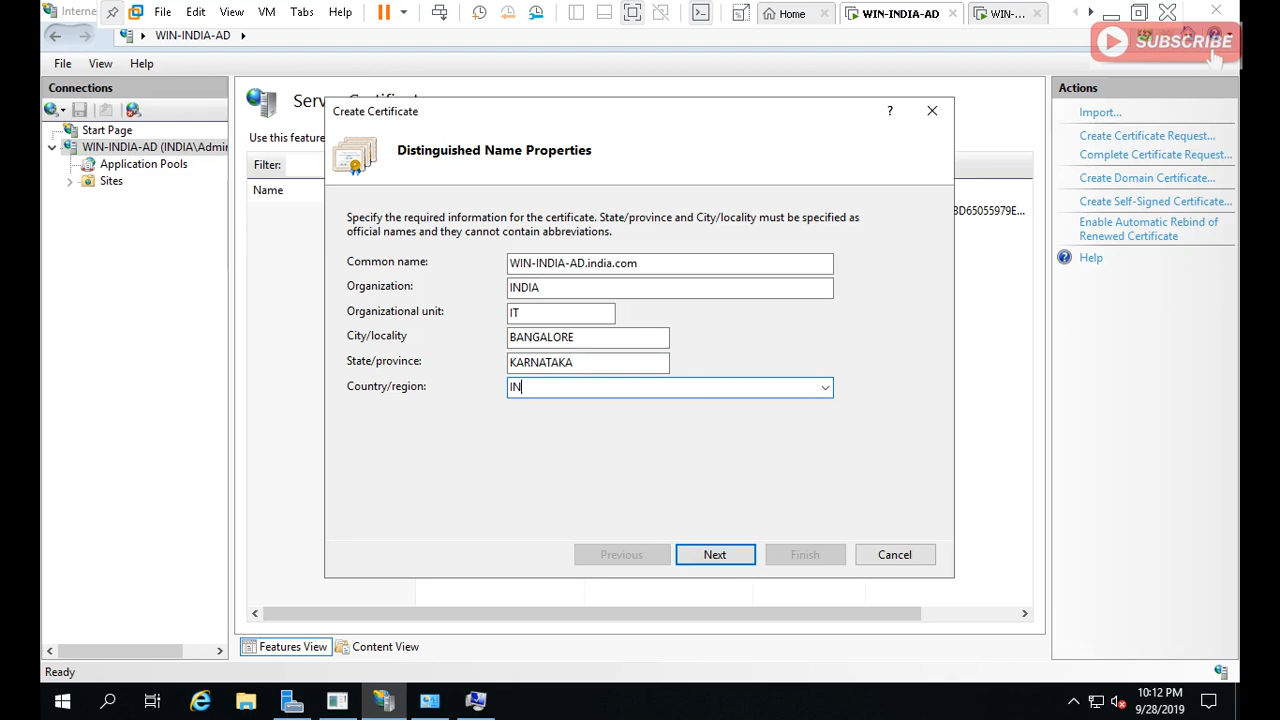 Interne
File Edit View VM Tabs Help
Home
WIN-INDIA-AD
WIN-...
WIN-INDIA-AD
SUBSCRIBE
File View Help
Connections
Start Page
WIN-INDIA-AD (INDIA\Admin
Application Pools
Sites
Use this feature
Filter:
Name
BD65055979E...
Create Certificate
?
Distinguished Name Properties
Specify the required information for the certificate. State/province and City/locality must be specified as
official names and they cannot contain abbreviations.
Common name: WIN-INDIA-AD.india.com
Organization: INDIA
Organizational unit: IT
City/locality BANGALORE
State/province: KARNATAKA
Country/region: IN
Previous Next Finish Cancel
Features View Content View
Actions
Import...
Create Certificate Request...
Complete Certificate Request...
Create Domain Certificate...
Create Self-Signed Certificate...
Enable Automatic Rebind of
Renewed Certificate
Help
Ready
10:12 PM
9/28/2019